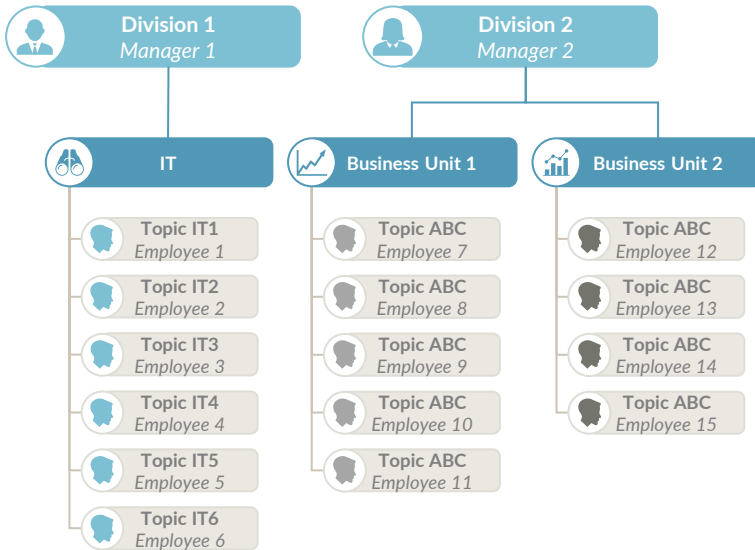 Division 1
Manager 1
Division 2
Manager 2
IT
Business Unit 1
Business Unit 2
Topic IT1
Employee 1
Topic IT2
Employee 2
Topic IT3
Employee 3
Topic IT4
Employee 4
Topic IT5
Employee 5
Topic IT6
Employee 6
Topic ABC
Employee 7
Topic ABC
Employee 8
Topic ABC
Employee 9
Topic ABC
Employee 10
Topic ABC
Employee 11
Topic ABC
Employee 12
Topic ABC
Employee 13
Topic ABC
Employee 14
Topic ABC
Employee 15